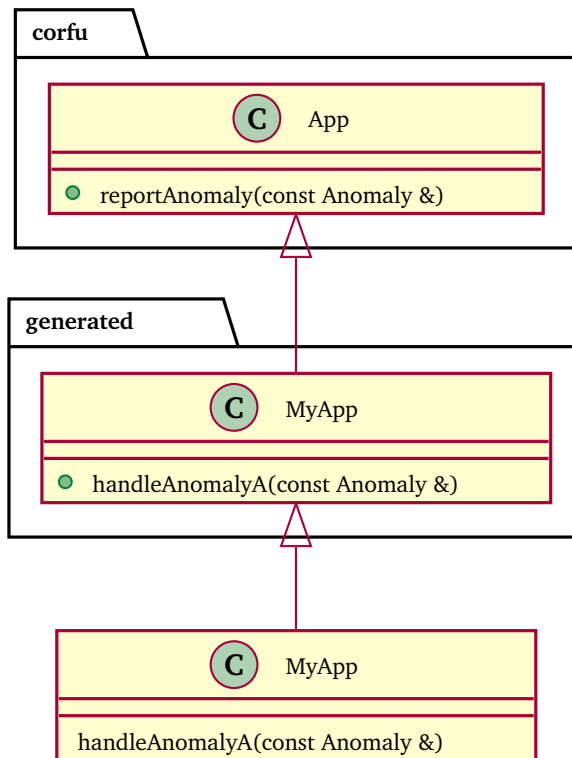 corfu
C App
reportAnomaly(const Anomaly &)
generated
C MyApp
handleAnomalyA(const Anomaly &)
C MyApp
handleAnomalyA(const Anomaly &)